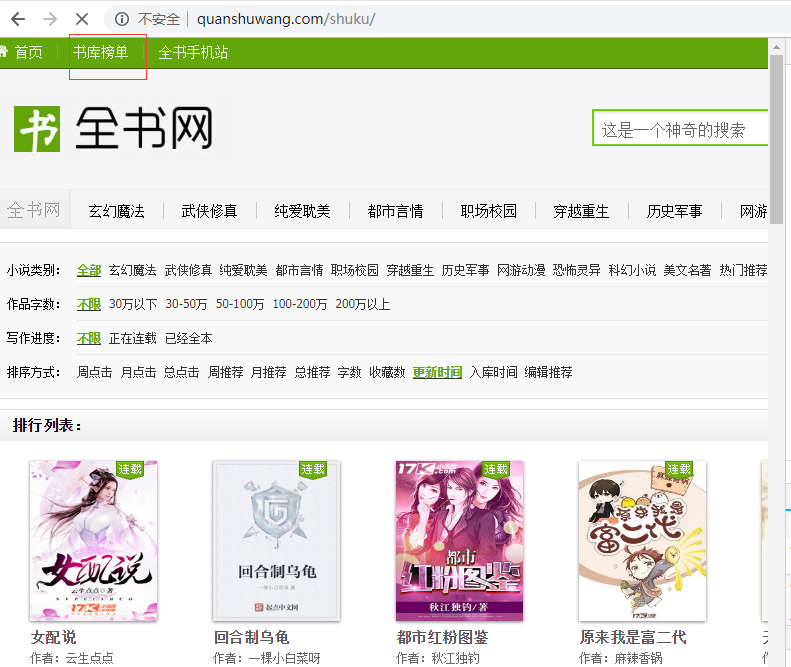 不安全 quanshuwang.com/shuku/
首页 书库榜单 全书手机站
书 全书网 这是一个神奇的搜索
全书网 玄幻魔法 武侠修真 纯爱耽美 都市言情 职场校园 穿越重生 历史军事 网游
小说类别： 全部 玄幻魔法 武侠修真 纯爱耽美 都市言情 职场校园 穿越重生 历史军事 网游动漫 恐怖灵异 科幻小说 美文名著 热门推荐
作品字数： 不限 30万以下 30-50万 50-100万 100-200万 200万以上
写作进度： 不限 正在连载 已经全本
排序方式： 周点击 月点击 总点击 周推荐 月推荐 总推荐 字数 收藏数 更新时间 入库时间 编辑推荐
排行列表：
连载 连载 连载 连载
女配说
云生点点◎著
17K小说网
回合制乌龟
一棵小白菜呀 著
起点中文网
17K小说网
.com
都市
红粉图鉴
秋江独钓/著
麻辣香锅
原来我是
富二代
17K小说网
女配说 回合制乌龟 都市红粉图鉴 原来我是富二代
作者：云生点点 作者：一棵小白菜呀 作者：秋江独钓 作者：麻辣香锅